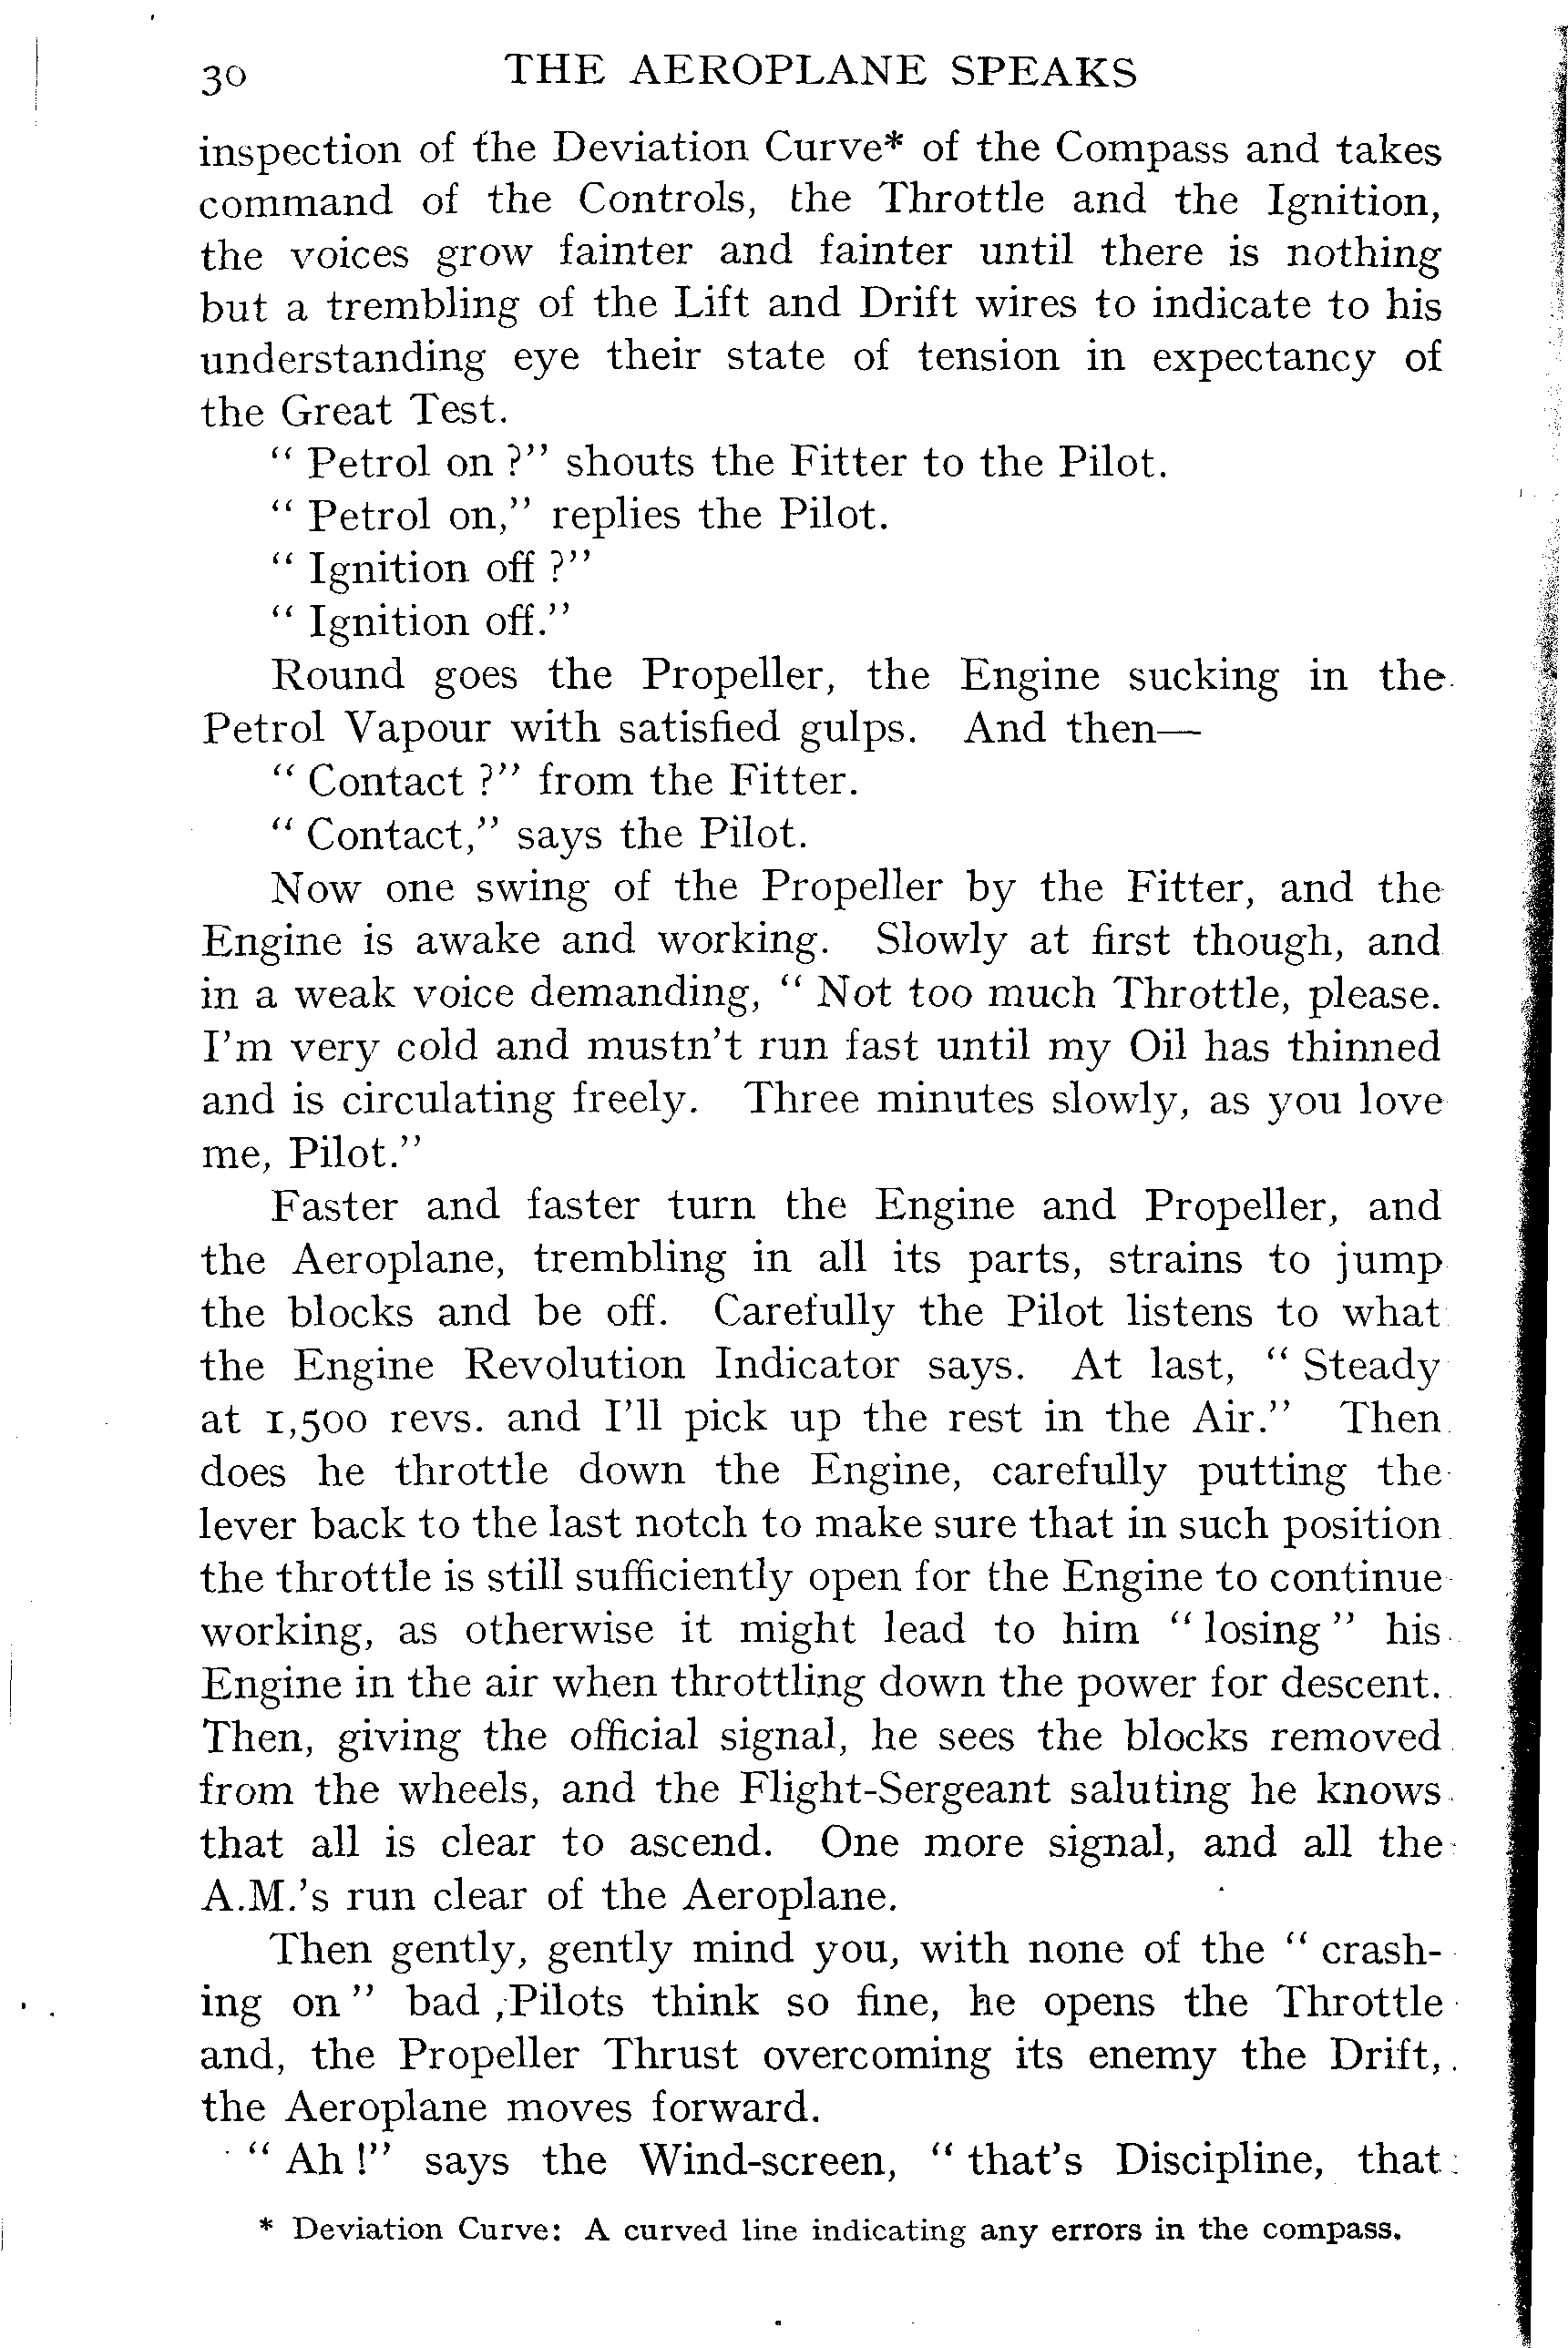 30 THE AEROPLANE SPEAKS
inspection of the Deviation Curve* of the Compass and takes
command of the Controls, the Throttle and the Ignition,
the voices grow fainter and fainter until there is nothing
but a trembling of the Lift and Drift wires to indicate to his
understanding eye their state of tension in expectancy of
the Great Test.
“ Petrol on ?” shouts the Fitter to the Pilot.
“ Petrol on,” replies the Pilot.
“ Ignition off ?”
“ Ignition off.”
Round goes the Propeller, the Engine sucking in the
Petrol Vapour with satisfied gulps. And then—
“ Contact ?” from the Fitter.
“ Contact,” says the Pilot.
Now one swing of the Propeller by the Fitter, and the
Engine is awake and working. Slowly at first though, and
in a weak voice demanding, “ Not too much Throttle, please.
I’m very cold and mustn’t run fast until my Oil has thinned
and is circulating freely. Three minutes slowly, as you love
me, Pilot.”
Faster and faster turn the Engine and Propeller, and
the Aeroplane, trembling in all its parts, strains to jump
the blocks and be off. Carefully the Pilot listens to what
the Engine Revolution Indicator says. At last, “ Steady
at 1,500 revs. and I’ll pick up the rest in the Air.” Then
does he throttle down the Engine, carefully putting the
lever back to the last notch to make sure that in such position
the throttle is still sufficiently open for the Engine to continue
working, as otherwise it might lead to him “ losing ” his
Engine in the air when throttling down the power for descent.
Then, giving the official signal, he sees the blocks removed
from the wheels, and the Flight-Sergeant saluting he knows
that all is clear to ascend. One more signal, and all the
A.M.’s run clear of the Aeroplane.
Then gently, gently mind you, with none of the “ crash-
ing on ” bad Pilots think so fine, he opens the Throttle
and, the Propeller Thrust overcoming its enemy the Drift,
the Aeroplane moves forward.
“ Ah !” says the Wind-screen, “ that’s Discipline, that
* Deviation Curve: A curved line indicating any errors in the compass.